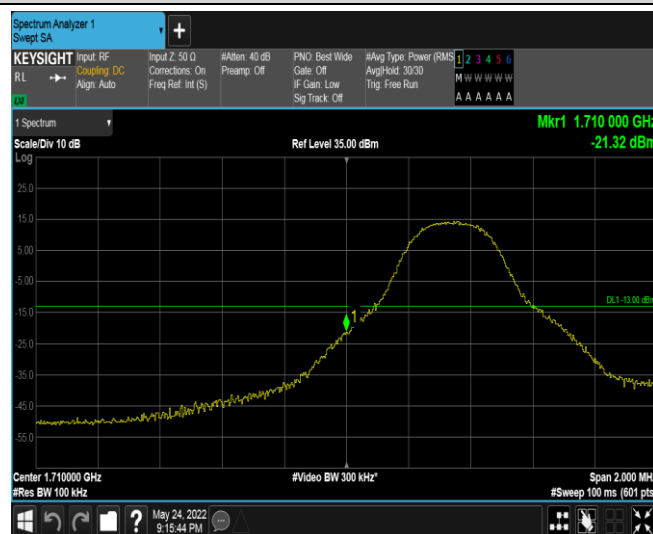 Spectrum Analyzer 1
Swept SA
+
KEYSIGHT
RL
LXI
Input: RF
Coupling: DC
Align: Auto
Input Z: 50 Ω
Corrections: On
Freq Ref: Int (S)
#Atten: 40 dB
Preamp: Off
PNO: Best Wide
Gate: Off
IF Gain: Low
Sig Track: Off
#Avg Type: Power (RMS
Avg|Hold: 30/30
Trig: Free Run
1 2 3 4 5 6
M W W W W W
A A A A A A
1 Spectrum
Scale/Div 10 dB
Ref Level 35.00 dBm
Mkr1 1.710 000 GHz
-21.32 dBm
Log
25.0
15.0
5.00
-5.00
-15.0
-25.0
-35.0
-45.0
-55.0
1
DL1 -13.00 dBm
Center 1.710000 GHz
#Res BW 100 kHz
#Video BW 300 kHz*
Span 2.000 MHz
#Sweep 100 ms (601 pts
?
May 24, 2022
9:15:44 PM